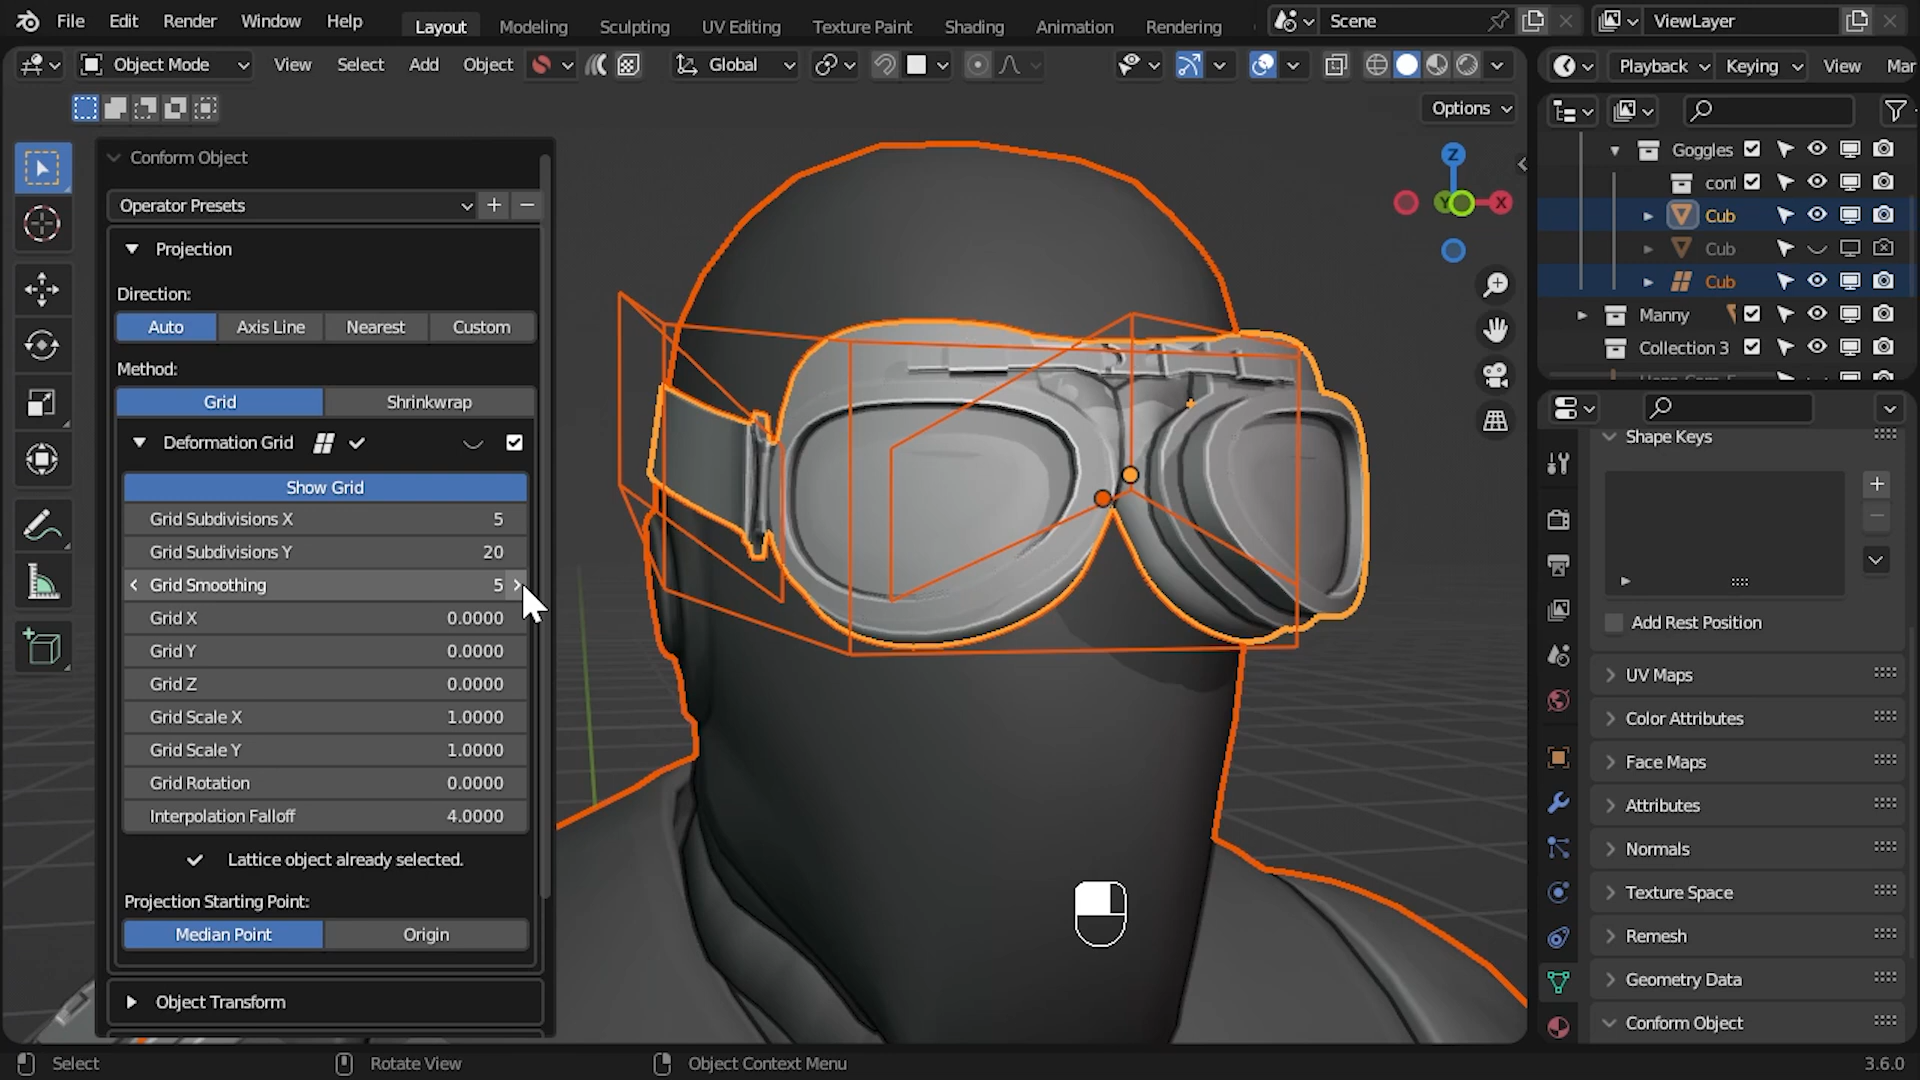 File Edit Render Window Help Layout Modeling Sculpting UV Editing Texture Paint Shading Animation Rendering Scene ViewLayer
Object Mode View Select Add Object Global Playback Keying View Mar
Options
Conform Object
Operator Presets
Projection
Direction:
Auto Axis Line Nearest Custom
Method:
Grid Shrinkwrap
Deformation Grid
Show Grid
Grid Subdivisions X 5
Grid Subdivisions Y 20
Grid Smoothing 5
Grid X 0.0000
Grid Y 0.0000
Grid Z 0.0000
Grid Scale X 1.0000
Grid Scale Y 1.0000
Grid Rotation 0.0000
Interpolation Falloff 4.0000
Lattice object already selected.
Projection Starting Point:
Median Point Origin
Object Transform
Z
Y
X
Goggles
conf
Cub
Cub
Cub
Manny
Collection 3
Shape Keys
Add Rest Position
UV Maps
Color Attributes
Face Maps
Attributes
Normals
Texture Space
Remesh
Geometry Data
Conform Object
Select Rotate View Object Context Menu 3.6.0